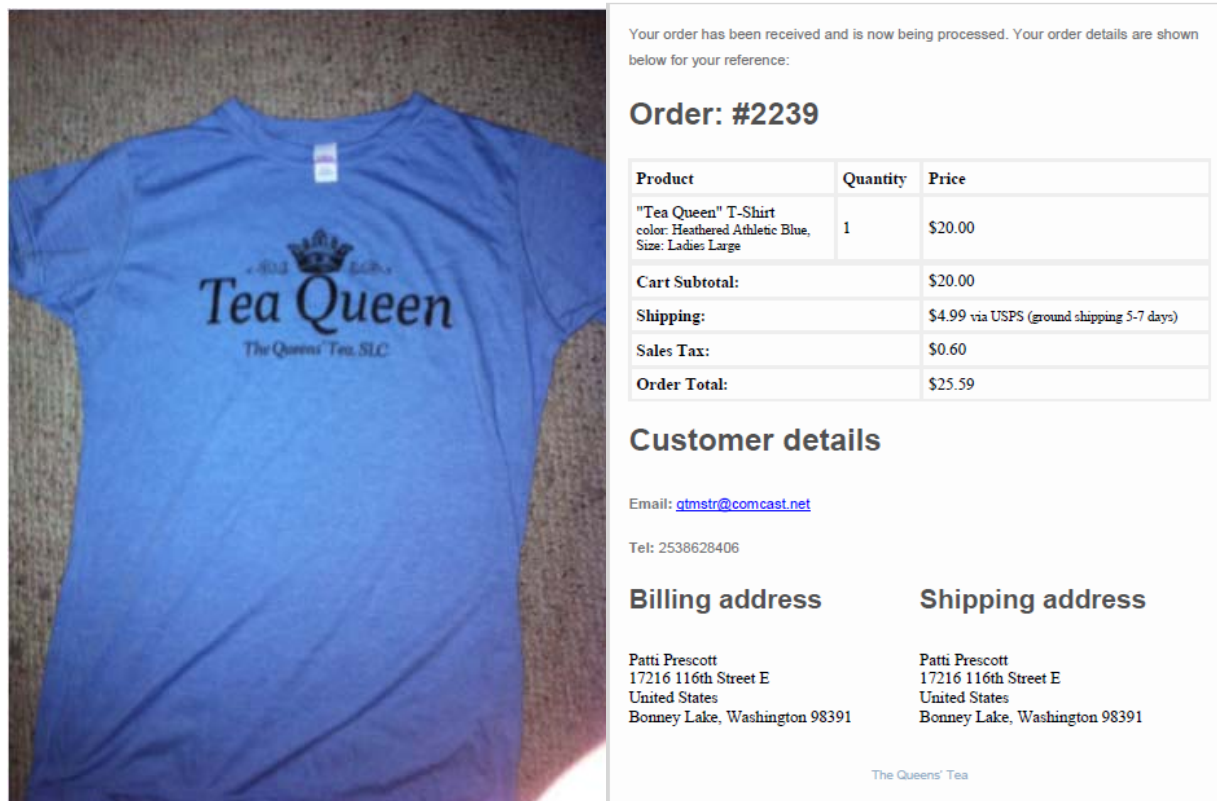 Tea Queen
The Queens' Tea, SLC
Your order has been received and is now being processed. Your order details are shown
below for your reference:
Order: #2239
Product Quantity Price
"Tea Queen" T-Shirt
color: Heathered Athletic Blue,
Size: Ladies Large
1
$20.00
Cart Subtotal: $20.00
Shipping: $4.99 via USPS (ground shipping 5-7 days)
Sales Tax: $0.60
Order Total: $25.59
Customer details
Email: qtmstr@comcast.net
Tel: 2538628406
Billing address
Patti Prescott
17216 116th Street E
United States
Bonney Lake, Washington 98391
Shipping address
Patti Prescott
17216 116th Street E
United States
Bonney Lake, Washington 98391
The Queens' Tea